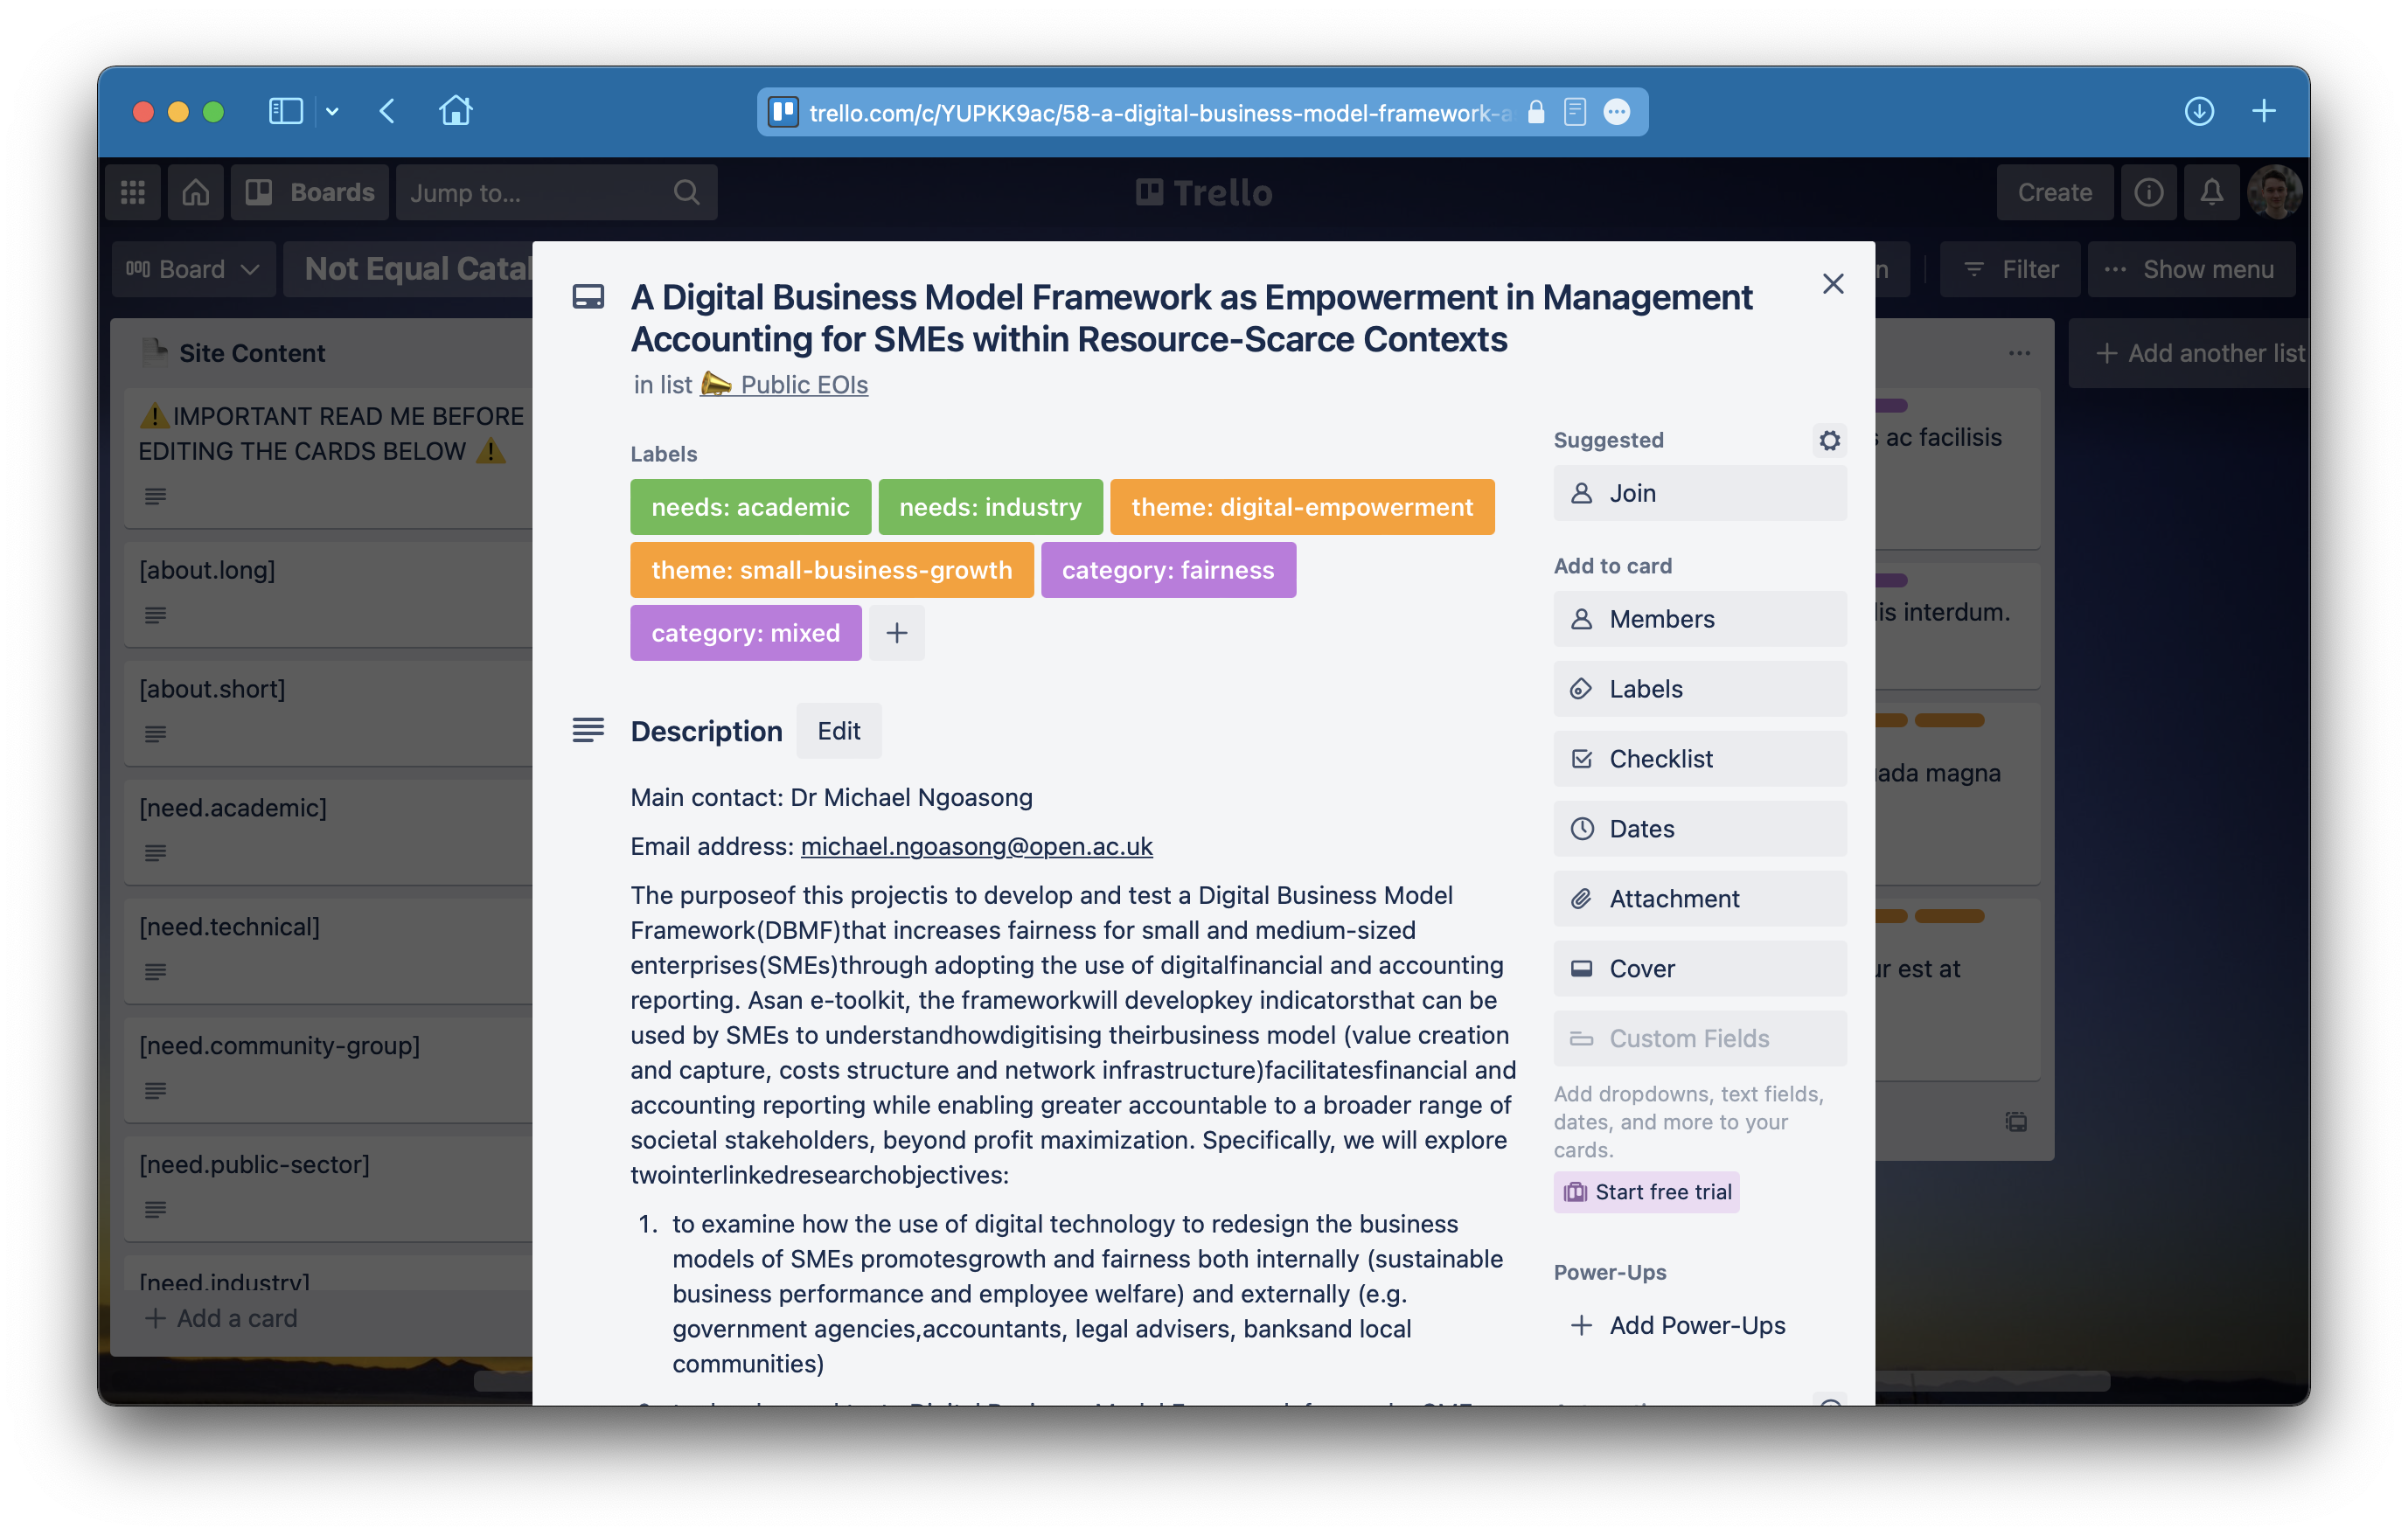 trello.com/c/YUPKK9ac/58-a-digital-business-model-framework-a
Boards
Jump to...
Trello
Create
Board
Not Equal Catal
Filter
Show menu
Site Content
⚠️IMPORTANT READ ME BEFORE
EDITING THE CARDS BELOW ⚠️
[about.long]
[about.short]
[need.academic]
[need.technical]
[need.community-group]
[need.public-sector]
[need.industry]
+ Add a card
A Digital Business Model Framework as Empowerment in Management
Accounting for SMEs within Resource-Scarce Contexts
in list 📣 Public EOIs
Labels
needs: academic
needs: industry
theme: digital-empowerment
theme: small-business-growth
category: fairness
category: mixed
Description
Edit
Main contact: Dr Michael Ngoasong
Email address: michael.ngoasong@open.ac.uk
The purposeof this projectis to develop and test a Digital Business Model
Framework(DBMF)that increases fairness for small and medium-sized
enterprises(SMEs)through adopting the use of digitalfinancial and accounting
reporting. Asan e-toolkit, the frameworkwill developkey indicatorsthat can be
used by SMEs to understandhowdigitising theirbusiness model (value creation
and capture, costs structure and network infrastructure)facilitatesfinancial and
accounting reporting while enabling greater accountable to a broader range of
societal stakeholders, beyond profit maximization. Specifically, we will explore
twointerlinkedresearchobjectives:
1. to examine how the use of digital technology to redesign the business
models of SMEs promotesgrowth and fairness both internally (sustainable
business performance and employee welfare) and externally (e.g.
government agencies,accountants, legal advisers, banksand local
communities)
Suggested
Join
Add to card
Members
Labels
Checklist
Dates
Attachment
Cover
Custom Fields
Add dropdowns, text fields,
dates, and more to your
cards.
Start free trial
Power-Ups
+ Add Power-Ups
ac facilisis
interdum.
magna
est at
+ Add another list